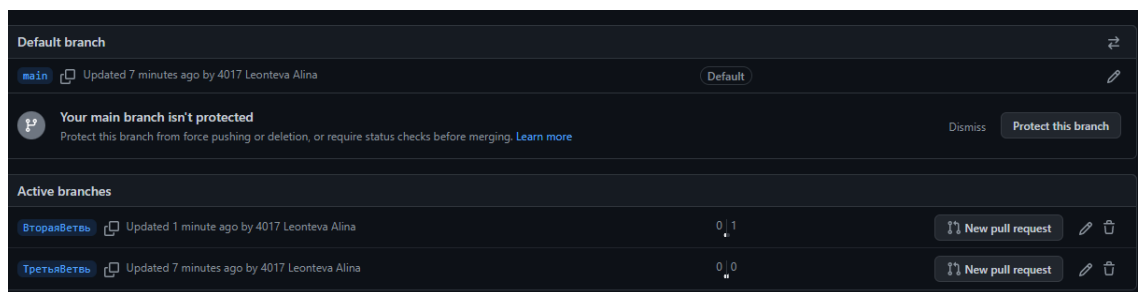 Default branch
main Updated 7 minutes ago by 4017 Leonteva Alina Default
Your main branch isn't protected
Protect this branch from force pushing or deletion, or require status checks before merging. Learn more
Dismiss Protect this branch
Active branches
ВтораяВетвь Updated 1 minute ago by 4017 Leonteva Alina 0 | 1 New pull request
ТретьяВетвь Updated 7 minutes ago by 4017 Leonteva Alina 0 | 0 New pull request